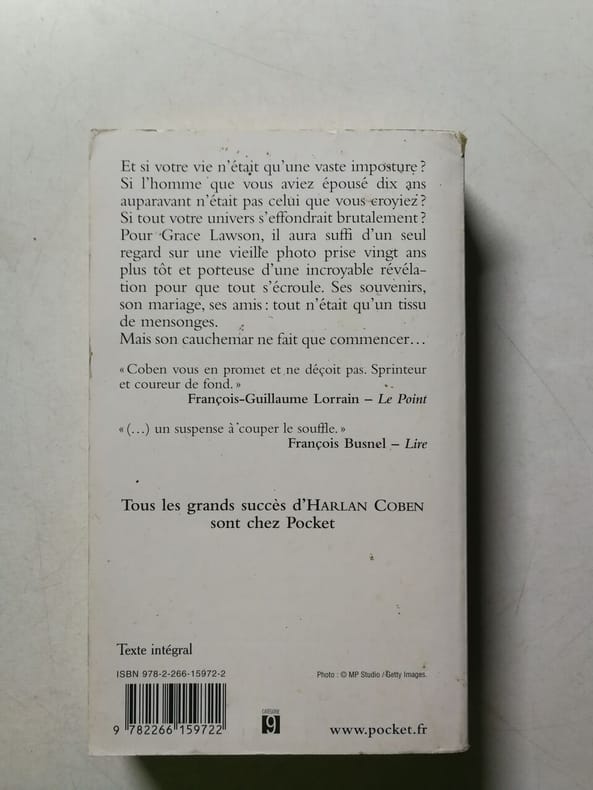 Et si votre vie n'était qu'une vaste imposture ?
Si l'homme que vous aviez épousé dix ans
auparavant n'était pas celui que vous croyiez ?
Si tout votre univers s'effondrait brutalement ?
Pour Grace Lawson, il aura suffi d'un seul
regard sur une vieille photo prise vingt ans
plus tôt et porteuse d'une incroyable révéla-
tion pour que tout s'écroule. Ses souvenirs,
son mariage, ses amis : tout n'était qu'un tissu
de mensonges.
Mais son cauchemar ne fait que commencer…
« Coben vous en promet et ne déçoit pas. Sprinteur
et coureur de fond. »
François-Guillaume Lorrain – Le Point
« (…) un suspense à couper le souffle. »
François Busnel – Lire
Tous les grands succès d'HARLAN COBEN
sont chez Pocket
Texte intégral
ISBN 978-2-266-15972-2
Photo : © MP Studio / Getty Images.
9 782266 159722
CATÉGORIE
9
www.pocket.fr